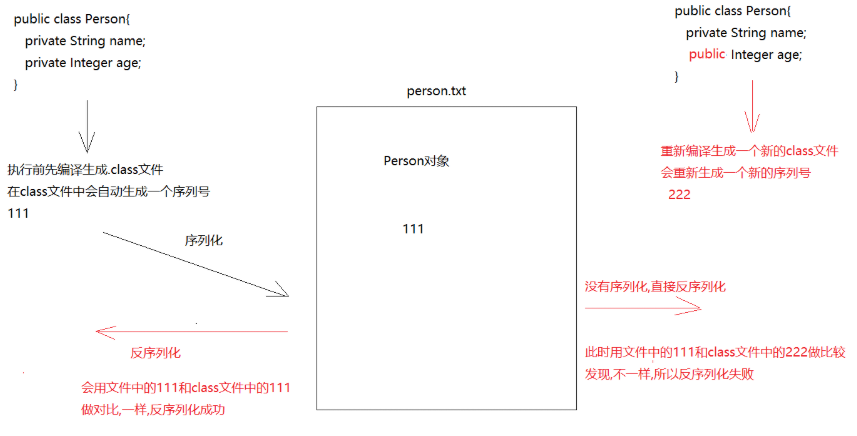 public class Person{
private String name;
private Integer age;
}
执行前先编译生成.class文件
在class文件中会自动生成一个序列号
111
序列化
反序列化
会用文件中的111和class文件中的111
做对比,一样,反序列化成功
person.txt
Person对象
111
public class Person{
private String name;
public Integer age;
}
重新编译生成一个新的class文件
会重新生成一个新的序列号
222
没有序列化,直接反序列化
此时用文件中的111和class文件中的222做比较
发现,不一样,所以反序列化失败